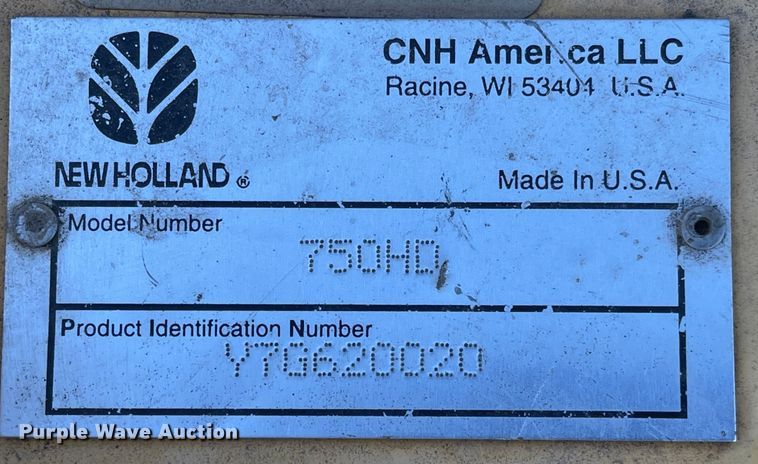 CNH America LLC
Racine, WI 53404 U.S.A.
NEW HOLLAND ®
Made In U.S.A.
Model Number
750HD
Product Identification Number
Y7G620020
Purple Wave Auction